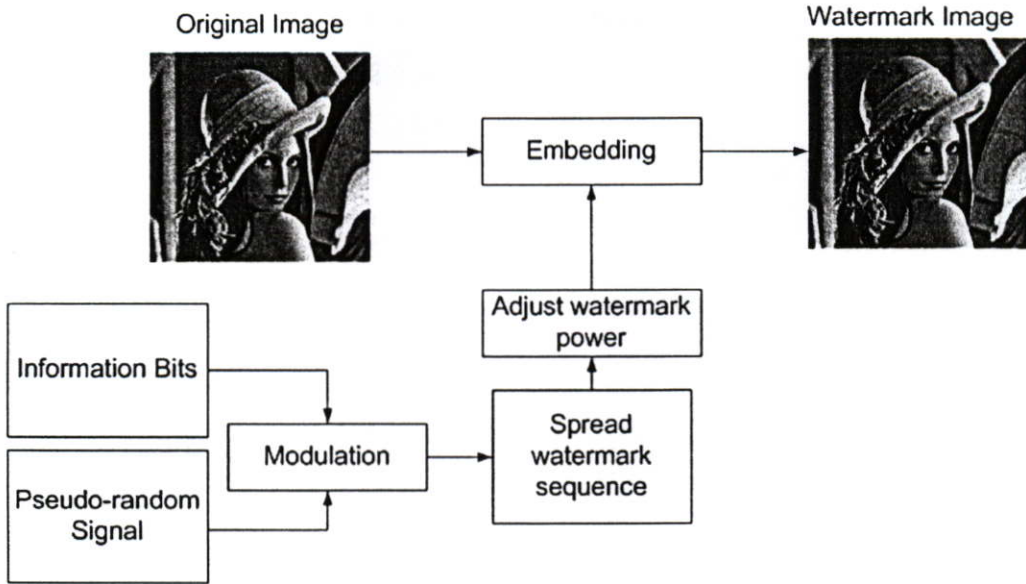 Original Image
Watermark Image
Embedding
Adjust watermark
power
Information Bits
Modulation
Spread
watermark
sequence
Pseudo-random
Signal